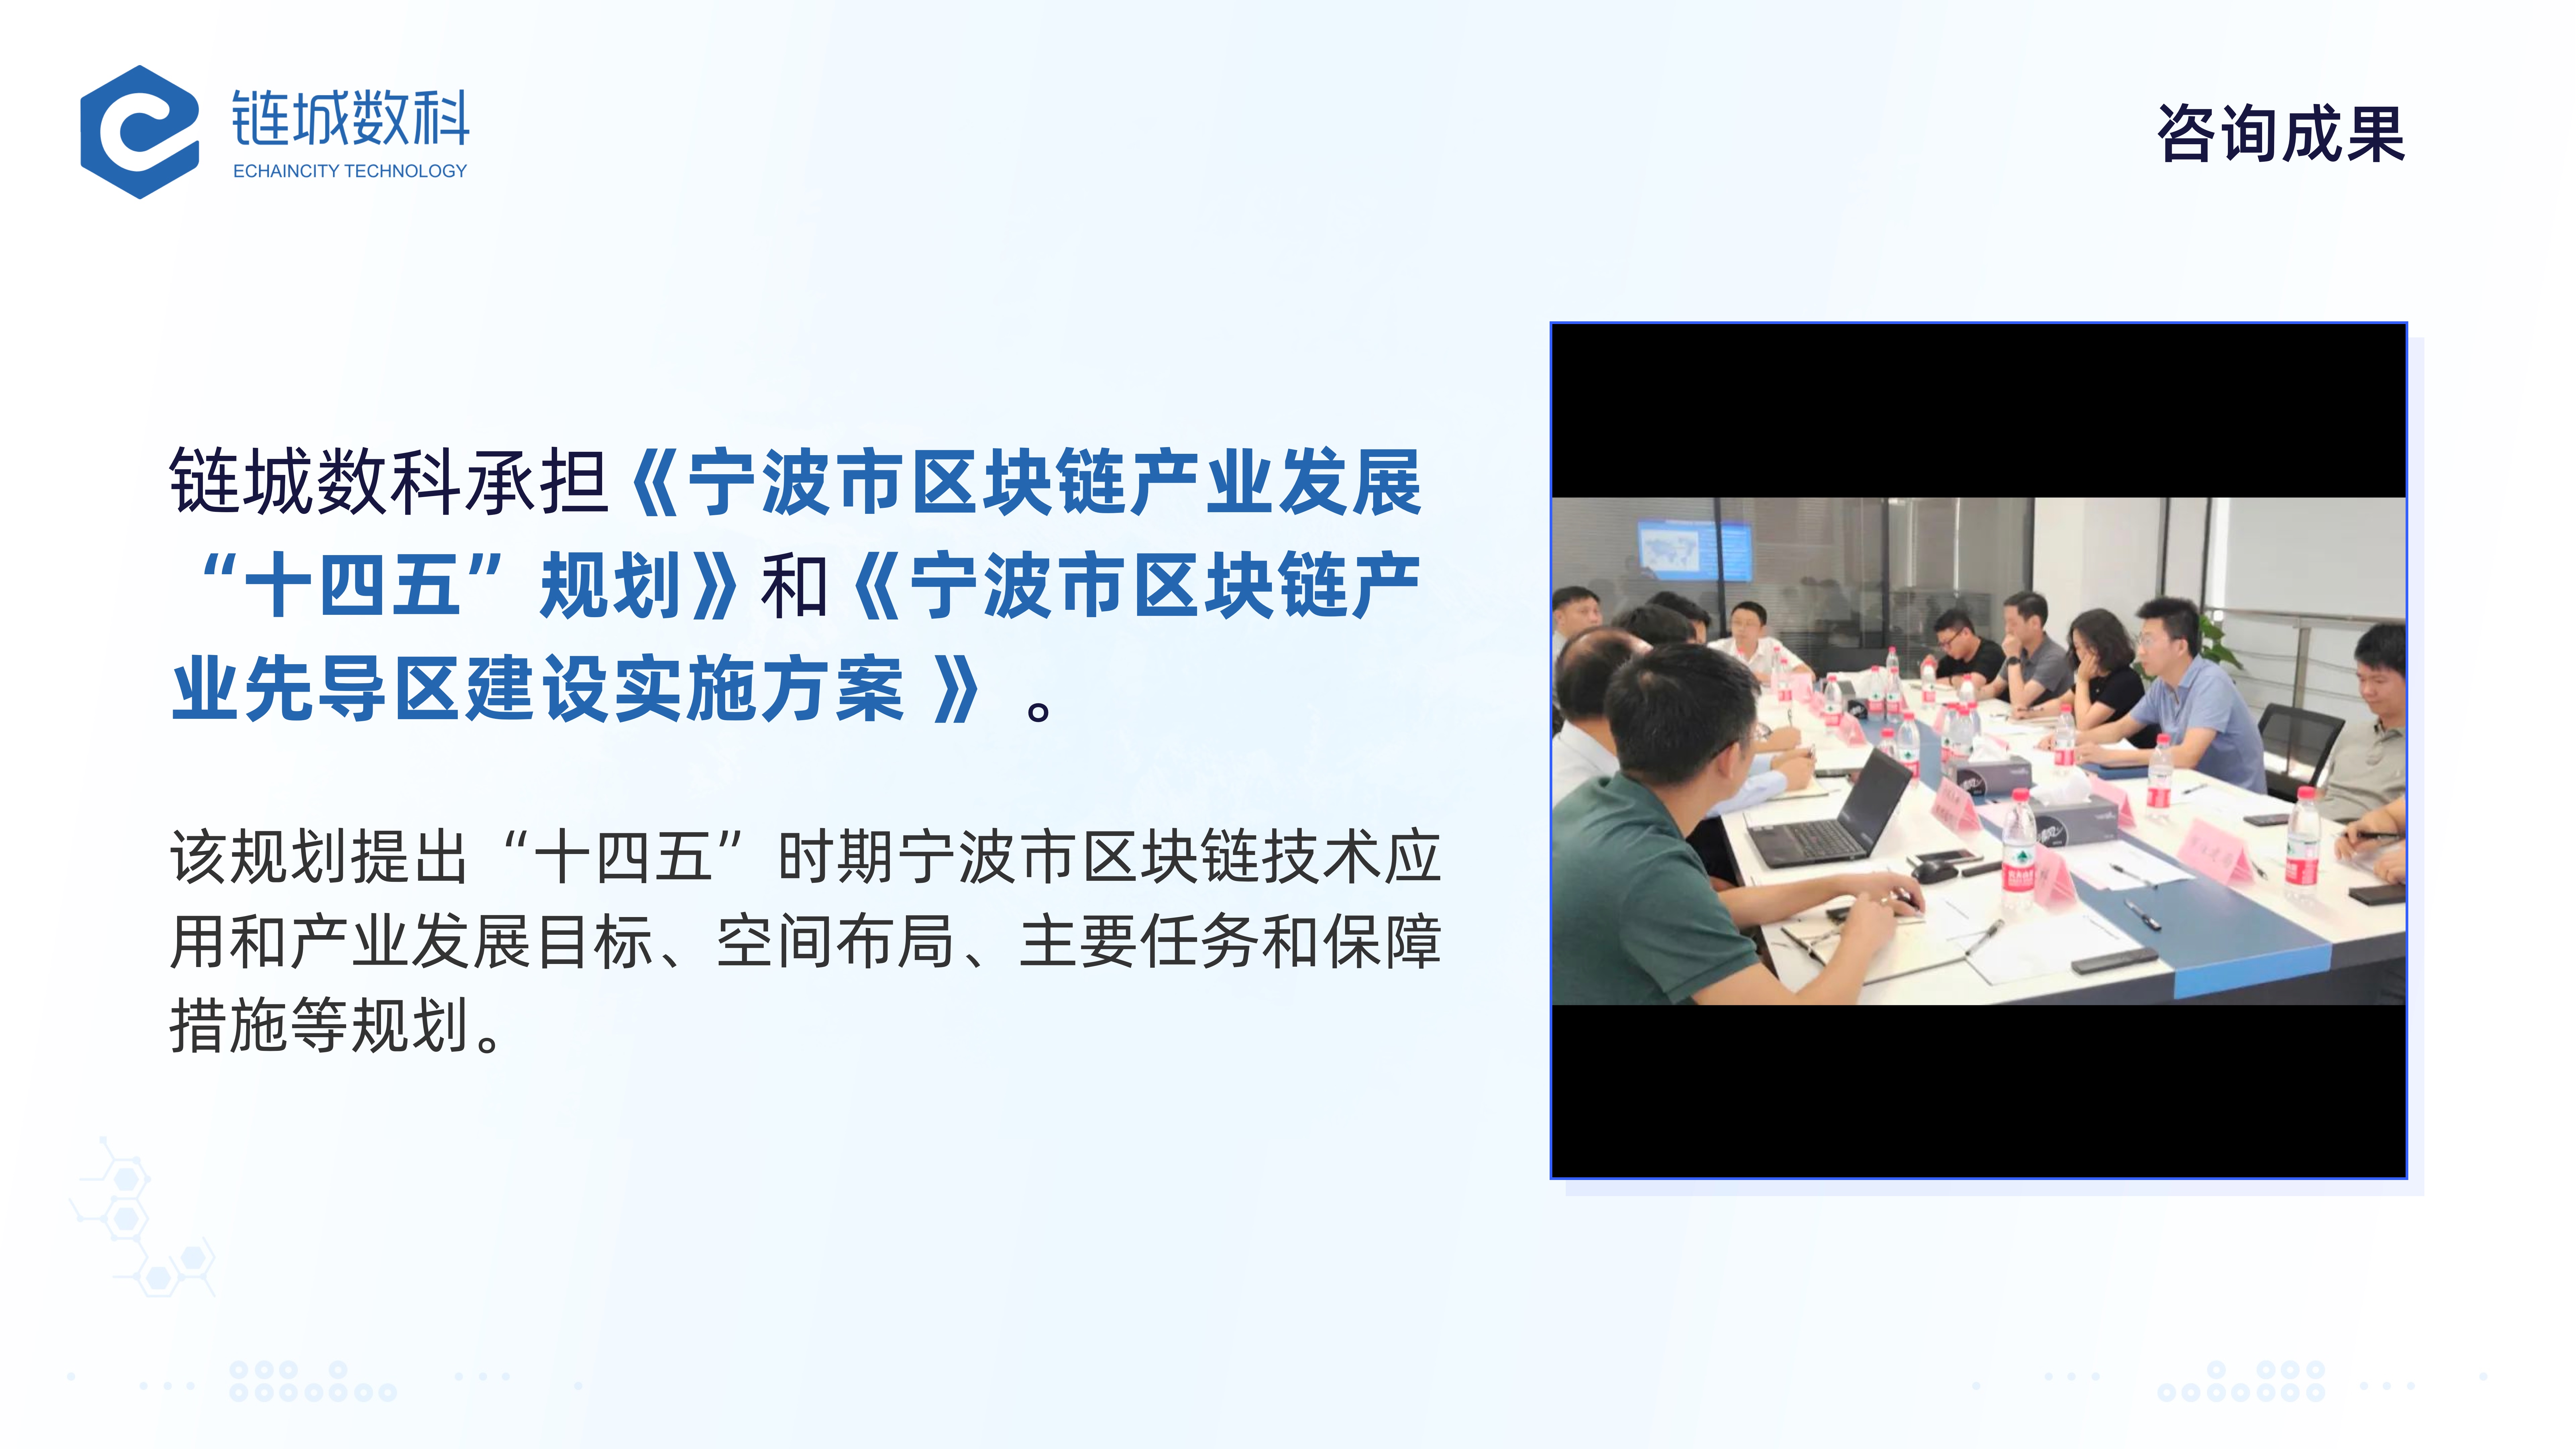 链城数科
ECHAINCITY TECHNOLOGY
咨询成果
链城数科承担《宁波市区块链产业发展
“十四五”规划》和《宁波市区块链产
业先导区建设实施方案 》 。
该规划提出“十四五”时期宁波市区块链技术应
用和产业发展目标、空间布局、主要任务和保障
措施等规划。